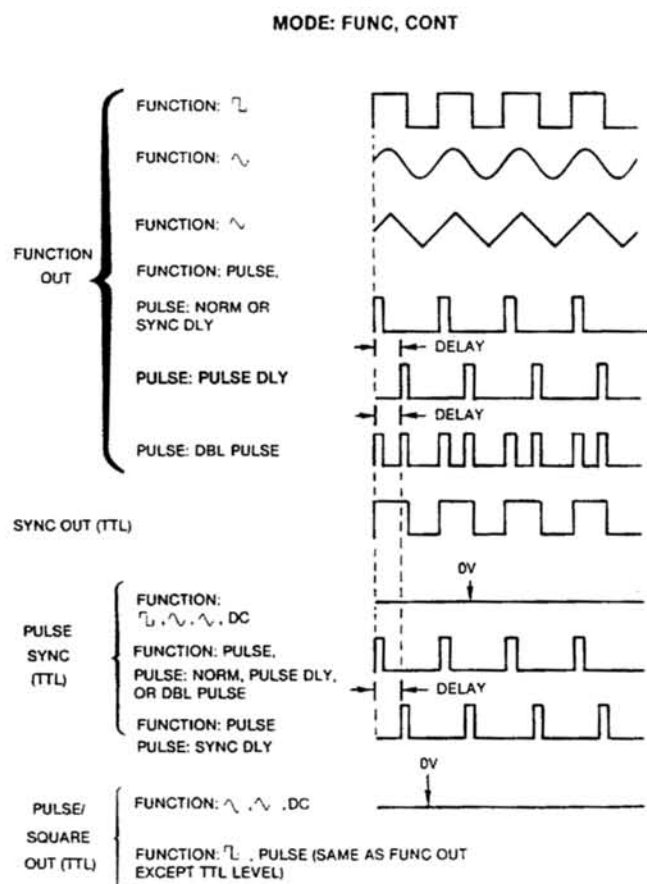 MODE: FUNC, CONT
FUNCTION OUT
FUNCTION:
FUNCTION:
FUNCTION:
FUNCTION: PULSE,
PULSE: NORM OR
SYNC DLY
DELAY
PULSE: PULSE DLY
DELAY
PULSE: DBL PULSE
SYNC OUT (TTL)
0V
PULSE
SYNC
(TTL)
FUNCTION:
, , , DC
FUNCTION: PULSE,
PULSE: NORM, PULSE DLY,
OR DBL PULSE
DELAY
FUNCTION: PULSE
PULSE: SYNC DLY
0V
PULSE/
SQUARE
OUT (TTL)
FUNCTION: , , DC
FUNCTION: , PULSE (SAME AS FUNC OUT
EXCEPT TTL LEVEL)